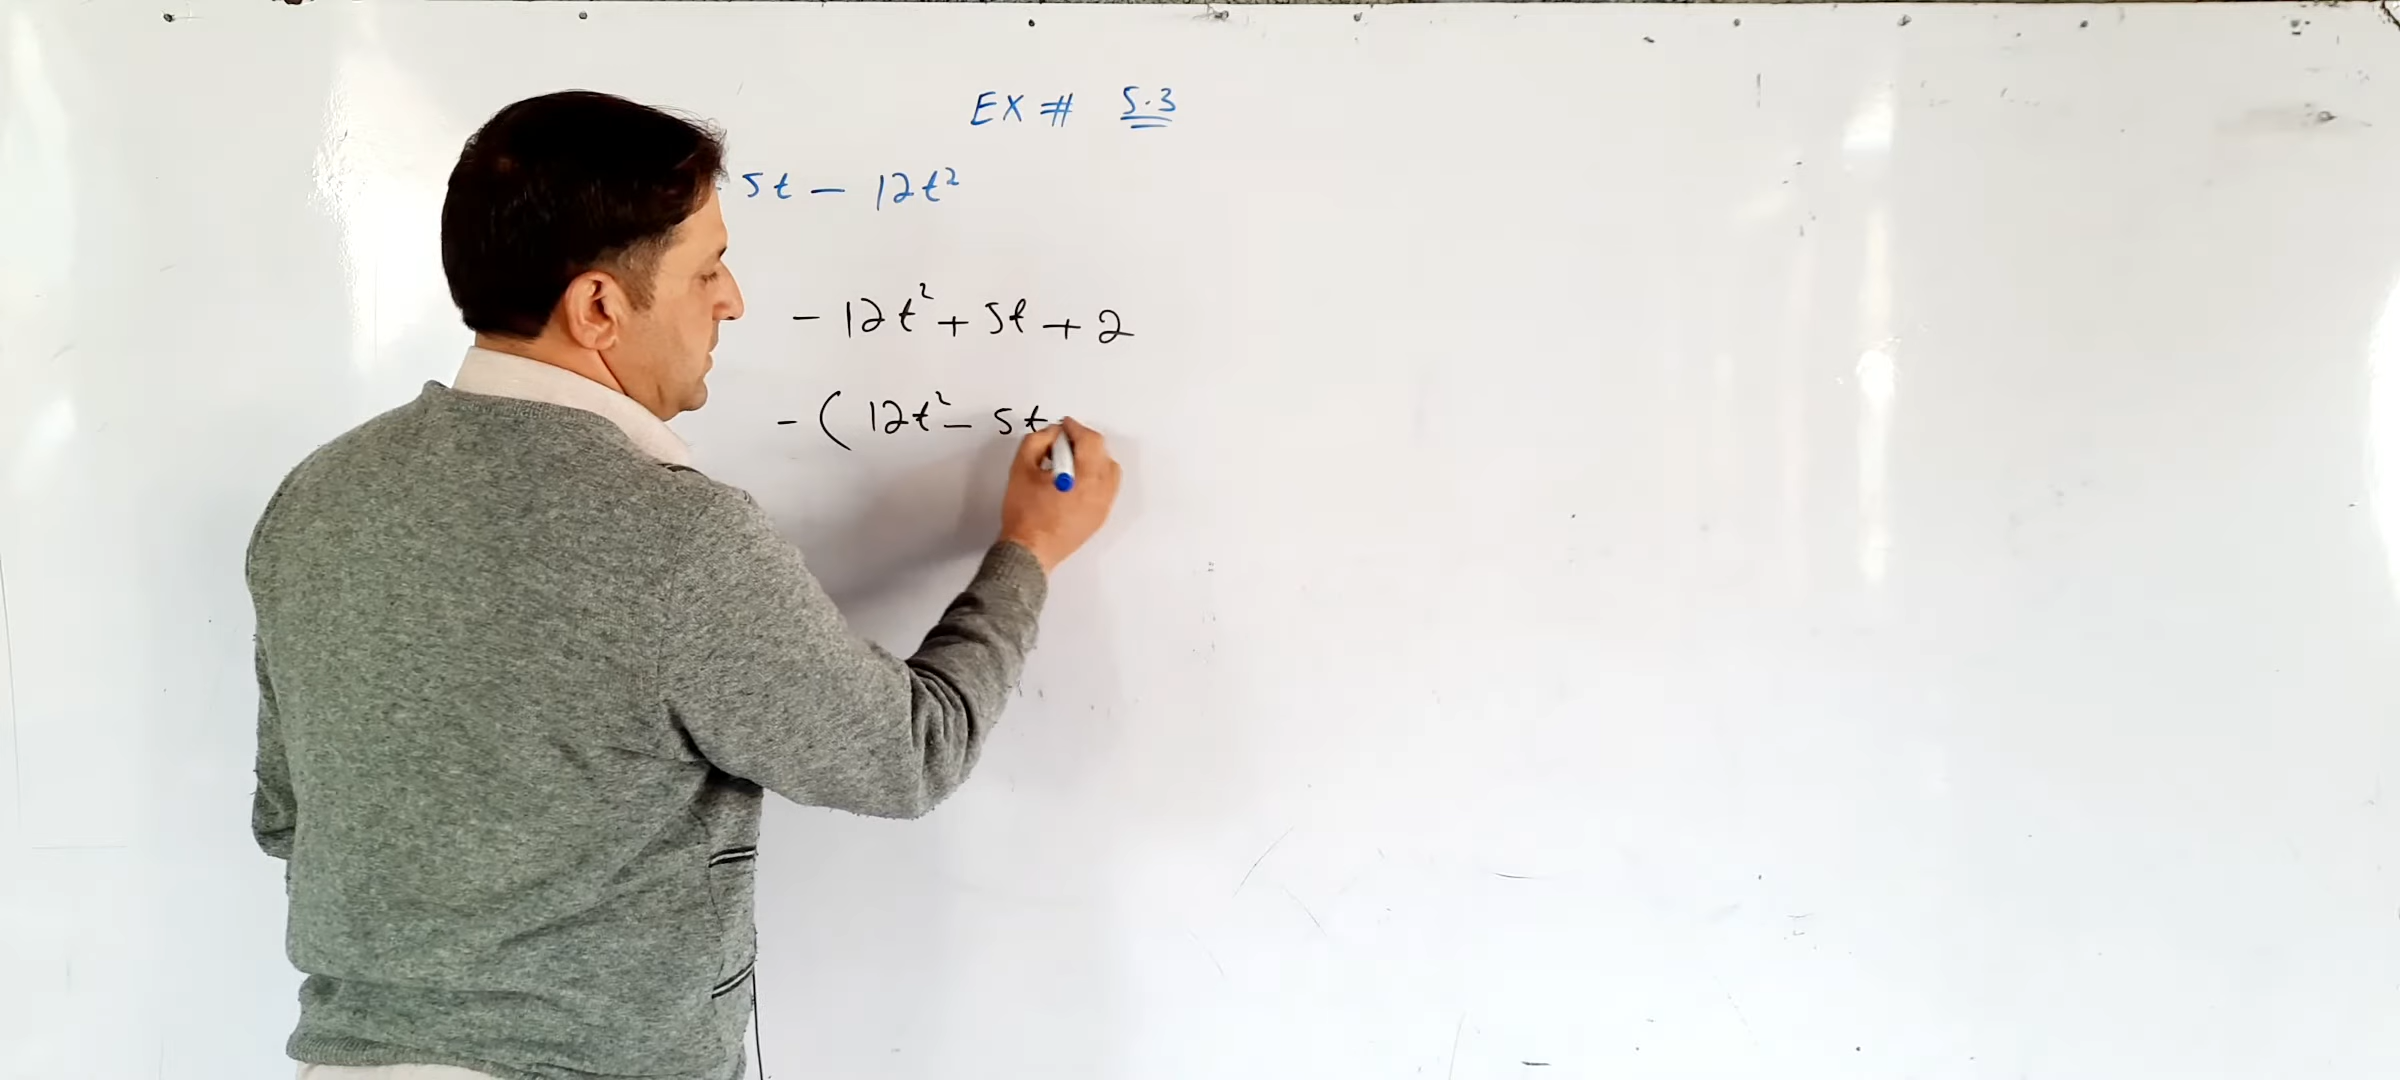 EX # 5.3
5t - 12t²
- 12t² + 5t + 2
- ( 12t² - 5t